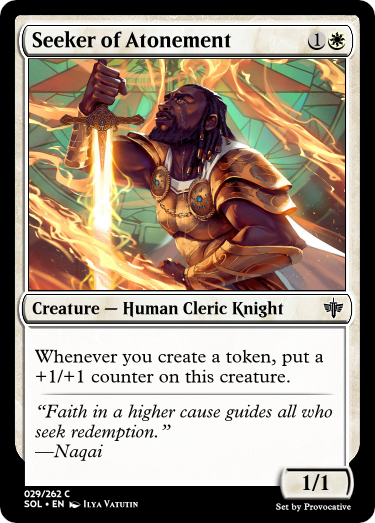 Seeker of Atonement 1
Creature — Human Cleric Knight
Whenever you create a token, put a
+1/+1 counter on this creature.
“Faith in a higher cause guides all who
seek redemption.”
—Naqai
1/1
029/262 C
SOL • EN Ilya Vatutin
Set by Provocative